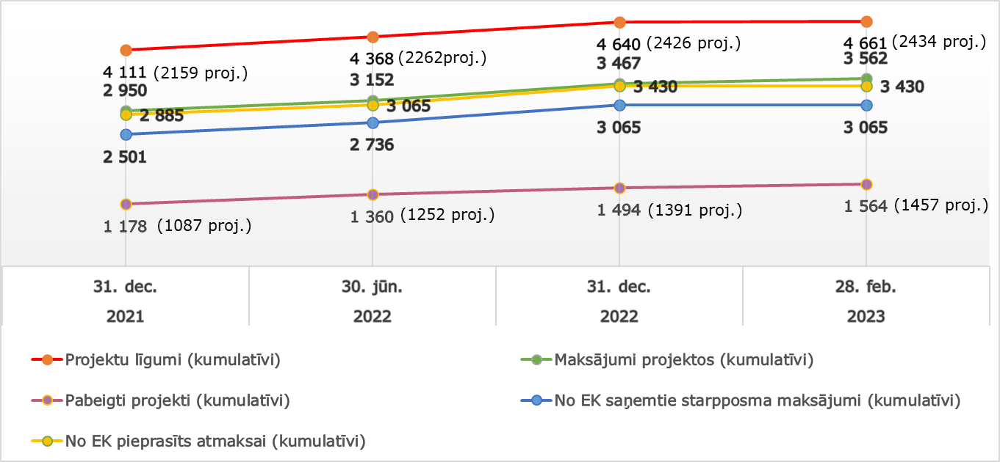 4 111 (2159 proj.)
4 368 (2262proj.)
4 640 (2426 proj.)
4 661 (2434 proj.)
2 950
3 152
3 467
3 562
2 885
3 065
3 430
3 430
2 501
2 736
3 065
3 065
1 178 (1087 proj.)
1 360 (1252 proj.)
1 494 (1391 proj.)
1 564 (1457 proj.)
31. dec.
30. jūn.
31. dec.
28. feb.
2021
2022
2022
2023
Projektu līgumi (kumulatīvi)
Maksājumi projektos (kumulatīvi)
Pabeigti projekti (kumulatīvi)
No EK saņemtie starpposma maksājumi (kumulatīvi)
No EK pieprasīts atmaksai (kumulatīvi)